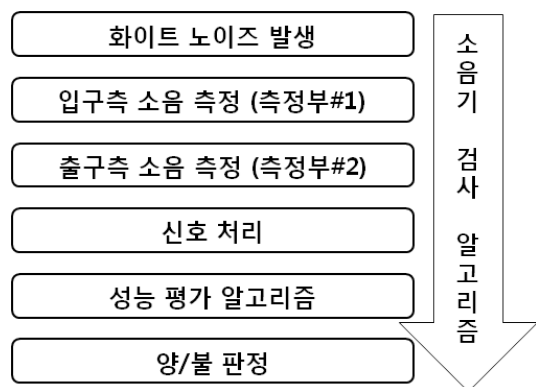 화이트 노이즈 발생
입구측 소음 측정 (측정부#1)
출구측 소음 측정 (측정부#2)
신호 처리
성능 평가 알고리즘
양/불 판정
소음기 검사 알고리즘